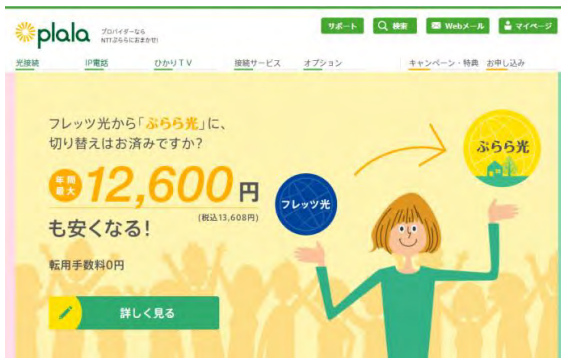 plala
プロバイダーなら
NTTぷららにおまかせ!
サポート 検索 Webメール マイページ
光接続 IP電話 ひかりTV 接続サービス オプション キャンペーン・特典 お申し込み
フレッツ光から「ぷらら光」に、
切り替えはお済みですか?
年間
最大
12,600円
(税込13,608円)
も安くなる!
転用手数料0円
詳しく見る
フレッツ光
ぷらら光